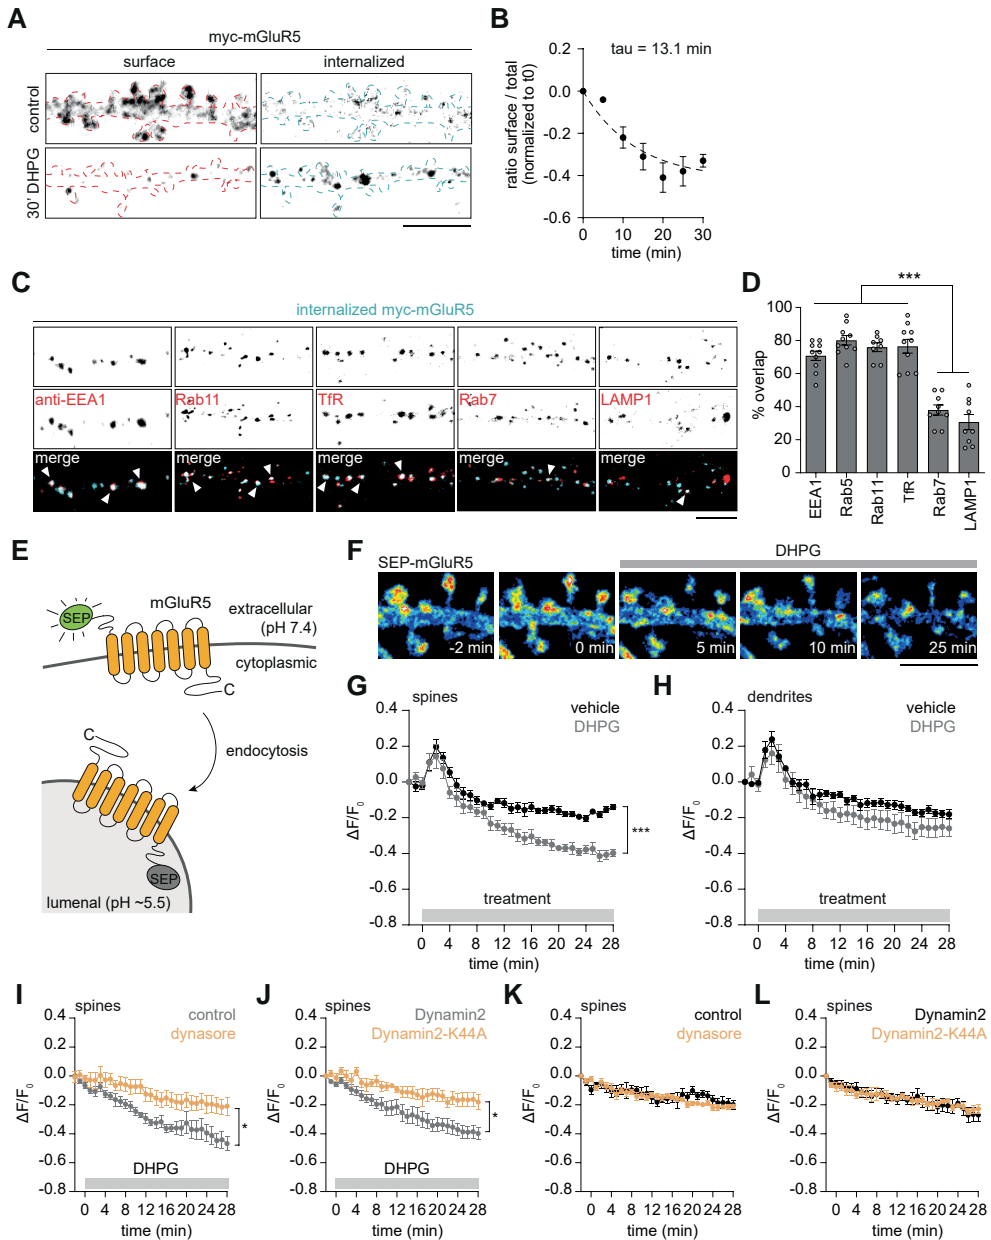 A
myc-mGluR5
surface
internalized
control
30' DHPG
B
tau = 13.1 min
ratio surface / total
(normalized to t0)
0.2
0.0
-0.2
-0.4
-0.6
0 10 20 30
time (min)
C
internalized myc-mGluR5
anti-EEA1
Rab11
TfR
Rab7
LAMP1
merge
merge
merge
merge
merge
D
***
% overlap
100
80
60
40
20
0
EEA1
Rab5
Rab11
TfR
Rab7
LAMP1
E
SEP
mGluR5
extracellular
(pH 7.4)
cytoplasmic
C
endocytosis
C
SEP
lumenal (pH ~5.5)
F
SEP-mGluR5
DHPG
-2 min
0 min
5 min
10 min
25 min
G
spines
vehicle
DHPG
ΔF/F0
0.4
0.2
0.0
-0.2
-0.4
-0.6
-0.8
***
treatment
0 4 8 12 16 20 24 28
time (min)
H
dendrites
vehicle
DHPG
ΔF/F0
0.4
0.2
0.0
-0.2
-0.4
-0.6
-0.8
treatment
0 4 8 12 16 20 24 28
time (min)
I
spines
control
dynasore
ΔF/F0
0.4
0.2
0.0
-0.2
-0.4
-0.6
-0.8
*
DHPG
0 4 8 12 16 20 24 28
time (min)
J
spines
Dynamin2
Dynamin2-K44A
ΔF/F0
0.4
0.2
0.0
-0.2
-0.4
-0.6
-0.8
*
DHPG
0 4 8 12 16 20 24 28
time (min)
K
spines
control
dynasore
ΔF/F0
0.4
0.2
0.0
-0.2
-0.4
-0.6
-0.8
0 4 8 12 16 20 24 28
time (min)
L
spines
Dynamin2
Dynamin2-K44A
ΔF/F0
0.4
0.2
0.0
-0.2
-0.4
-0.6
-0.8
0 4 8 12 16 20 24 28
time (min)